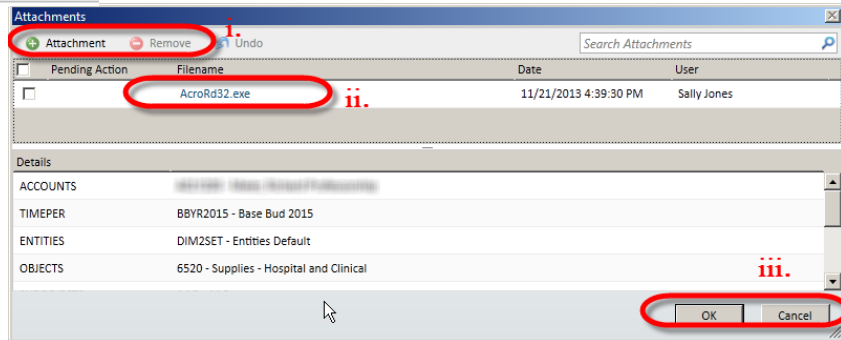 Attachments
i.
Attachment Remove Undo Search Attachments
Pending Action Filename Date User
AcroRd32.exe 11/21/2013 4:39:30 PM Sally Jones
ii.
Details
ACCOUNTS
TIMEPER BBYR2015 - Base Bud 2015
ENTITIES DIM2SET - Entities Default
OBJECTS 6520 - Supplies - Hospital and Clinical
iii.
OK Cancel